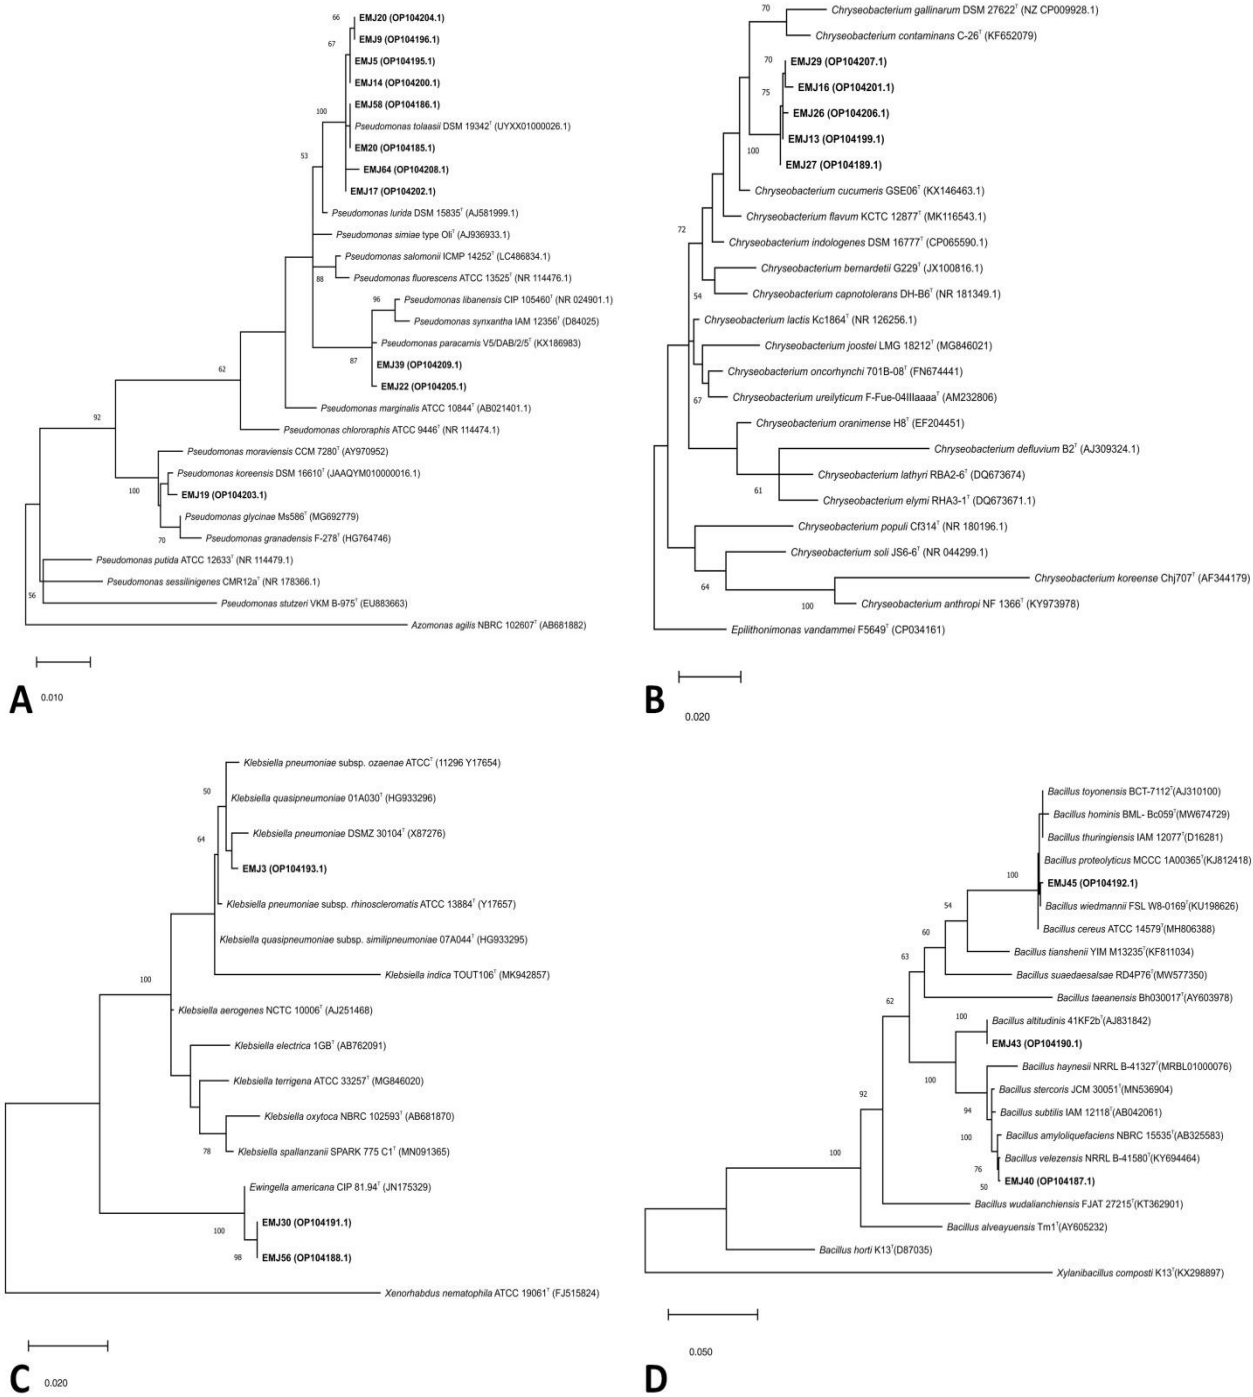 66
EMJ20 (OP104204.1)
EMJ9 (OP104196.1)
67
EMJ5 (OP104195.1)
EMJ14 (OP104200.1)
EMJ58 (OP104186.1)
100
Pseudomonas tolaasii DSM 19342ᵀ (UYXX01000026.1)
EM20 (OP104185.1)
53
EMJ64 (OP104208.1)
EMJ17 (OP104202.1)
Pseudomonas lurida DSM 15835ᵀ (AJ581999.1)
Pseudomonas simiae type Oliᵀ (AJ936933.1)
Pseudomonas salomonii ICMP 14252ᵀ (LC486834.1)
88
Pseudomonas fluorescens ATCC 13525ᵀ (NR 114476.1)
96
Pseudomonas libanensis CIP 105460ᵀ (NR 024901.1)
Pseudomonas synxantha IAM 12356ᵀ (D84025)
Pseudomonas paracarnis V5/DAB/2/5ᵀ (KX186983)
87
EMJ39 (OP104209.1)
62
EMJ22 (OP104205.1)
Pseudomonas marginalis ATCC 10844ᵀ (AB021401.1)
92
Pseudomonas chlororaphis ATCC 9446ᵀ (NR 114474.1)
Pseudomonas moraviensis CCM 7280ᵀ (AY970952)
Pseudomonas koreensis DSM 16610ᵀ (JAAQYM010000016.1)
100
EMJ19 (OP104203.1)
Pseudomonas glycinae Ms586ᵀ (MG692779)
70
Pseudomonas granadensis F-278ᵀ (HG764746)
Pseudomonas putida ATCC 12633ᵀ (NR 114479.1)
Pseudomonas sessilinigenes CMR12aᵀ (NR 178366.1)
56
Pseudomonas stutzeri VKM B-975ᵀ (EU883663)
Azomonas agilis NBRC 102607ᵀ (AB681882)
A
0.010
70
Chryseobacterium gallinarum DSM 27622ᵀ (NZ CP009928.1)
Chryseobacterium contaminans C-26ᵀ (KF652079)
70
EMJ29 (OP104207.1)
75
EMJ16 (OP104201.1)
EMJ26 (OP104206.1)
EMJ13 (OP104199.1)
100
EMJ27 (OP104189.1)
Chryseobacterium cucumeris GSE06ᵀ (KX146463.1)
Chryseobacterium flavum KCTC 12877ᵀ (MK116543.1)
72
Chryseobacterium indologenes DSM 16777ᵀ (CP065590.1)
Chryseobacterium bernardetii G229ᵀ (JX100816.1)
54
Chryseobacterium capnotolerans DH-B6ᵀ (NR 181349.1)
Chryseobacterium lactis Kc1864ᵀ (NR 126256.1)
Chryseobacterium joostei LMG 18212ᵀ (MG846021)
Chryseobacterium oncorhynchi 701B-08ᵀ (FN674441)
67
Chryseobacterium ureilyticum F-Fue-04IIIaaaaᵀ (AM232806)
Chryseobacterium oranimense H8ᵀ (EF204451)
Chryseobacterium defluvium B2ᵀ (AJ309324.1)
Chryseobacterium lathyri RBA2-6ᵀ (DQ673674)
61
Chryseobacterium elymi RHA3-1ᵀ (DQ673671.1)
Chryseobacterium populi Cf314ᵀ (NR 180196.1)
Chryseobacterium soli JS6-6ᵀ (NR 044299.1)
64
Chryseobacterium koreense Chj707ᵀ (AF344179)
100
Chryseobacterium anthropi NF 1366ᵀ (KY973978)
Epilithonimonas vandammei F5649ᵀ (CP034161)
B
0.020
Klebsiella pneumoniae subsp. ozaenae ATCCᵀ (11296 Y17654)
50
Klebsiella quasipneumoniae 01A030ᵀ (HG933296)
64
Klebsiella pneumoniae DSMZ 30104ᵀ (X87276)
EMJ3 (OP104193.1)
Klebsiella pneumoniae subsp. rhinoscleromatis ATCC 13884ᵀ (Y17657)
Klebsiella quasipneumoniae subsp. similipneumoniae 07A044ᵀ (HG933295)
100
Klebsiella indica TOUT106ᵀ (MK942857)
Klebsiella aerogenes NCTC 10006ᵀ (AJ251468)
Klebsiella electrica 1GBᵀ (AB762091)
Klebsiella terrigena ATCC 33257ᵀ (MG846020)
Klebsiella oxytoca NBRC 102593ᵀ (AB681870)
78
Klebsiella spallanzanii SPARK 775 C1ᵀ (MN091365)
Ewingella americana CIP 81.94ᵀ (JN175329)
100
EMJ30 (OP104191.1)
98
EMJ56 (OP104188.1)
Xenorhabdus nematophila ATCC 19061ᵀ (FJ515824)
C
0.020
Bacillus toyonensis BCT-7112ᵀ(AJ310100)
Bacillus hominis BML- Bc059ᵀ(MW674729)
Bacillus thuringiensis IAM 12077ᵀ(D16281)
Bacillus proteolyticus MCCC 1A00365ᵀ(KJ812418)
100
EMJ45 (OP104192.1)
54
Bacillus wiedmannii FSL W8-0169ᵀ(KU198626)
60
Bacillus cereus ATCC 14579ᵀ(MH806388)
63
Bacillus tianshenii YIM M13235ᵀ(KF811034)
Bacillus suaedaesalsae RD4P76ᵀ(MW577350)
62
Bacillus taeanensis Bh030017ᵀ(AY603978)
100
Bacillus altitudinis 41KF2bᵀ(AJ831842)
EMJ43 (OP104190.1)
100
Bacillus haynesii NRRL B-41327ᵀ(MRBL01000076)
92
Bacillus stercoris JCM 30051ᵀ(MN536904)
94
Bacillus subtilis IAM 12118ᵀ(AB042061)
100
Bacillus amyloliquefaciens NBRC 15535ᵀ(AB325583)
100
Bacillus velezensis NRRL B-41580ᵀ(KY694464)
76
50
EMJ40 (OP104187.1)
Bacillus wudalianchiensis FJAT 27215ᵀ(KT362901)
Bacillus alveayuensis Tm1ᵀ(AY605232)
Bacillus horti K13ᵀ(D87035)
Xylanibacillus composti K13ᵀ(KX298897)
D
0.050